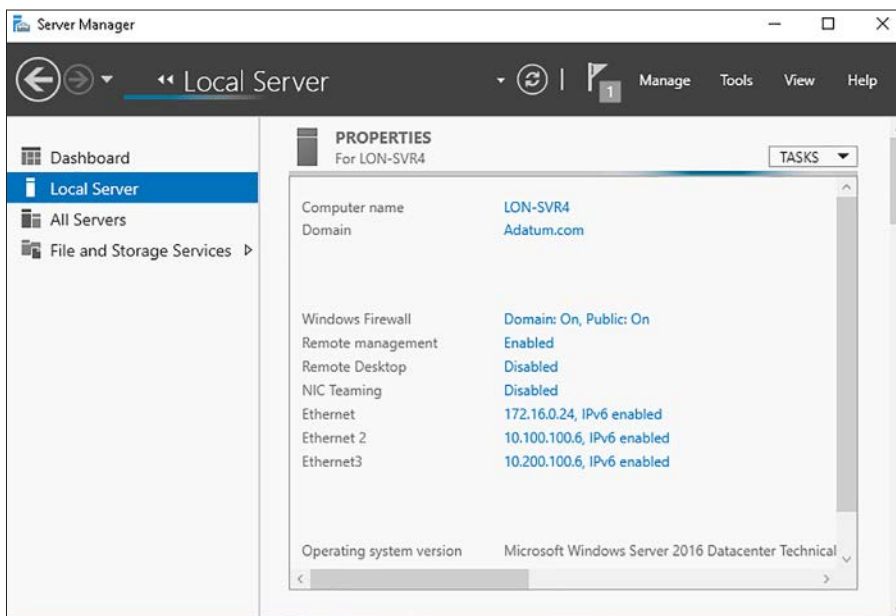 Server Manager
Local Server
1
Manage Tools View Help
Dashboard
Local Server
All Servers
File and Storage Services
PROPERTIES
For LON-SVR4
TASKS
Computer name LON-SVR4
Domain Adatum.com
Windows Firewall Domain: On, Public: On
Remote management Enabled
Remote Desktop Disabled
NIC Teaming Disabled
Ethernet 172.16.0.24, IPv6 enabled
Ethernet 2 10.100.100.6, IPv6 enabled
Ethernet3 10.200.100.6, IPv6 enabled
Operating system version Microsoft Windows Server 2016 Datacenter Technical